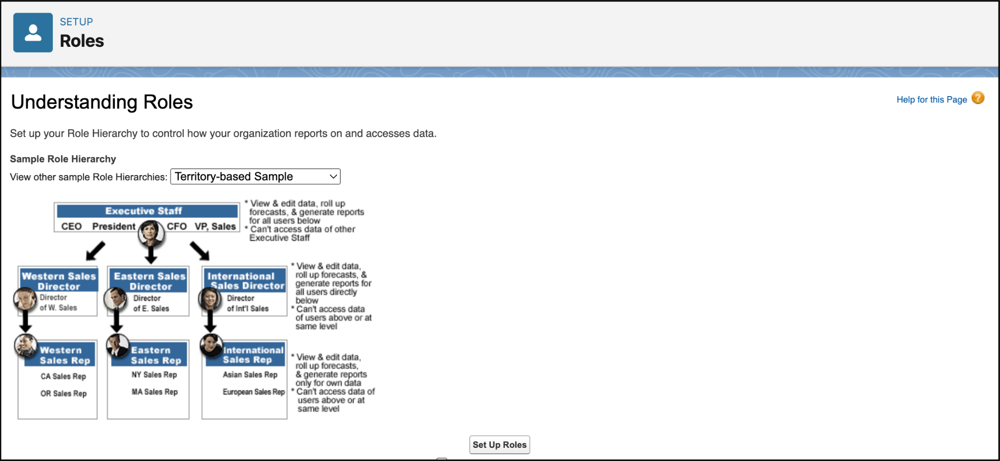 SETUP
Roles
Understanding Roles
Help for this Page ?
Set up your Role Hierarchy to control how your organization reports on and accesses data.
Sample Role Hierarchy
View other sample Role Hierarchies: Territory-based Sample
Executive Staff
CEO President CFO VP, Sales
* View & edit data, roll up
forecasts, & generate reports
for all users below
* Can't access data of other
Executive Staff
Western Sales
Director
Director
of W. Sales
Eastern Sales
Director
Director
of E. Sales
International
Sales Director
Director
of Int'l Sales
* View & edit data,
roll up forecasts, &
generate reports for
all users directly
below
* Can't access data
of users above or at
same level
Western
Sales Rep
CA Sales Rep
OR Sales Rep
Eastern
Sales Rep
NY Sales Rep
MA Sales Rep
International
Sales Rep
Asian Sales Rep
European Sales Rep
* View & edit data,
roll up forecasts,
& generate reports
only for own data
* Can't access data of
users above or at
same level
Set Up Roles